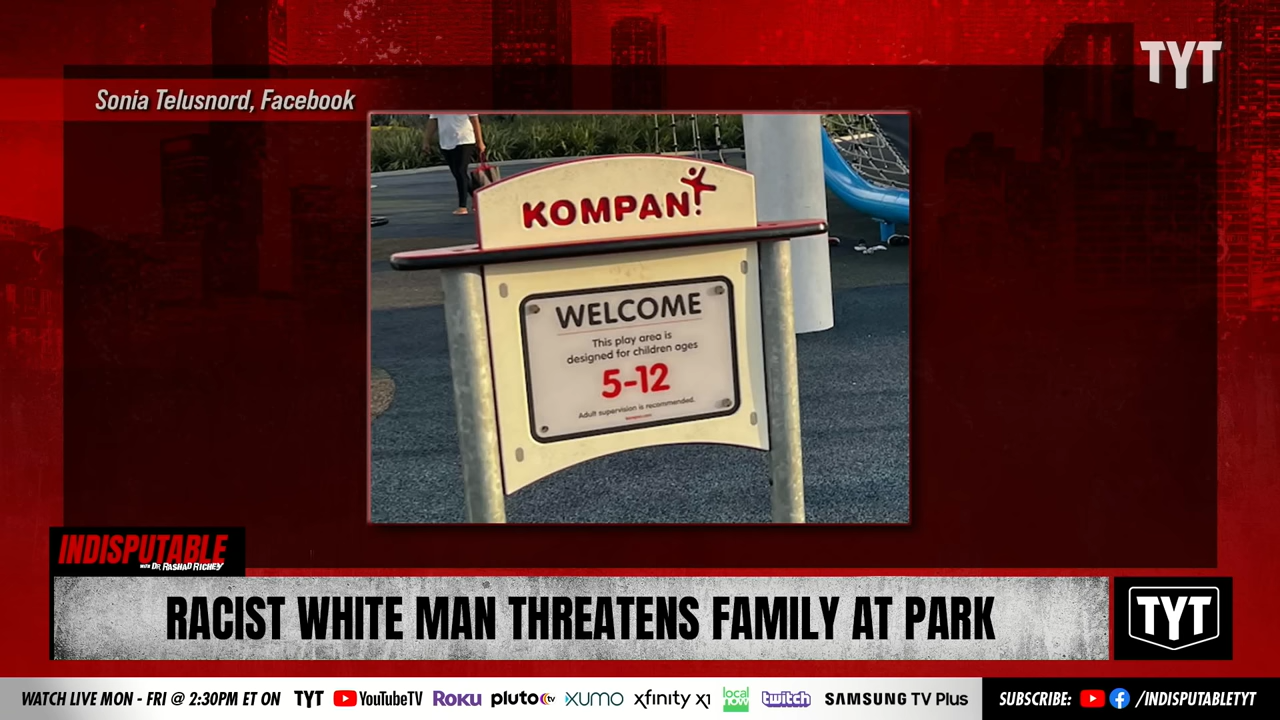 TYT
Sonia Telusnord, Facebook
KOMPAN!
WELCOME
This play area is
designed for children ages
5-12
Adult supervision is recommended.
INDISPUTABLE
WITH DR. RASHAD RICHEY
RACIST WHITE MAN THREATENS FAMILY AT PARK
TYT
WATCH LIVE MON - FRI @ 2:30PM ET ON TYT YouTubeTV ROKU pluto tv xumo xfinity x1 local now twitch SAMSUNG TV Plus SUBSCRIBE: /INDISPUTABLETYT